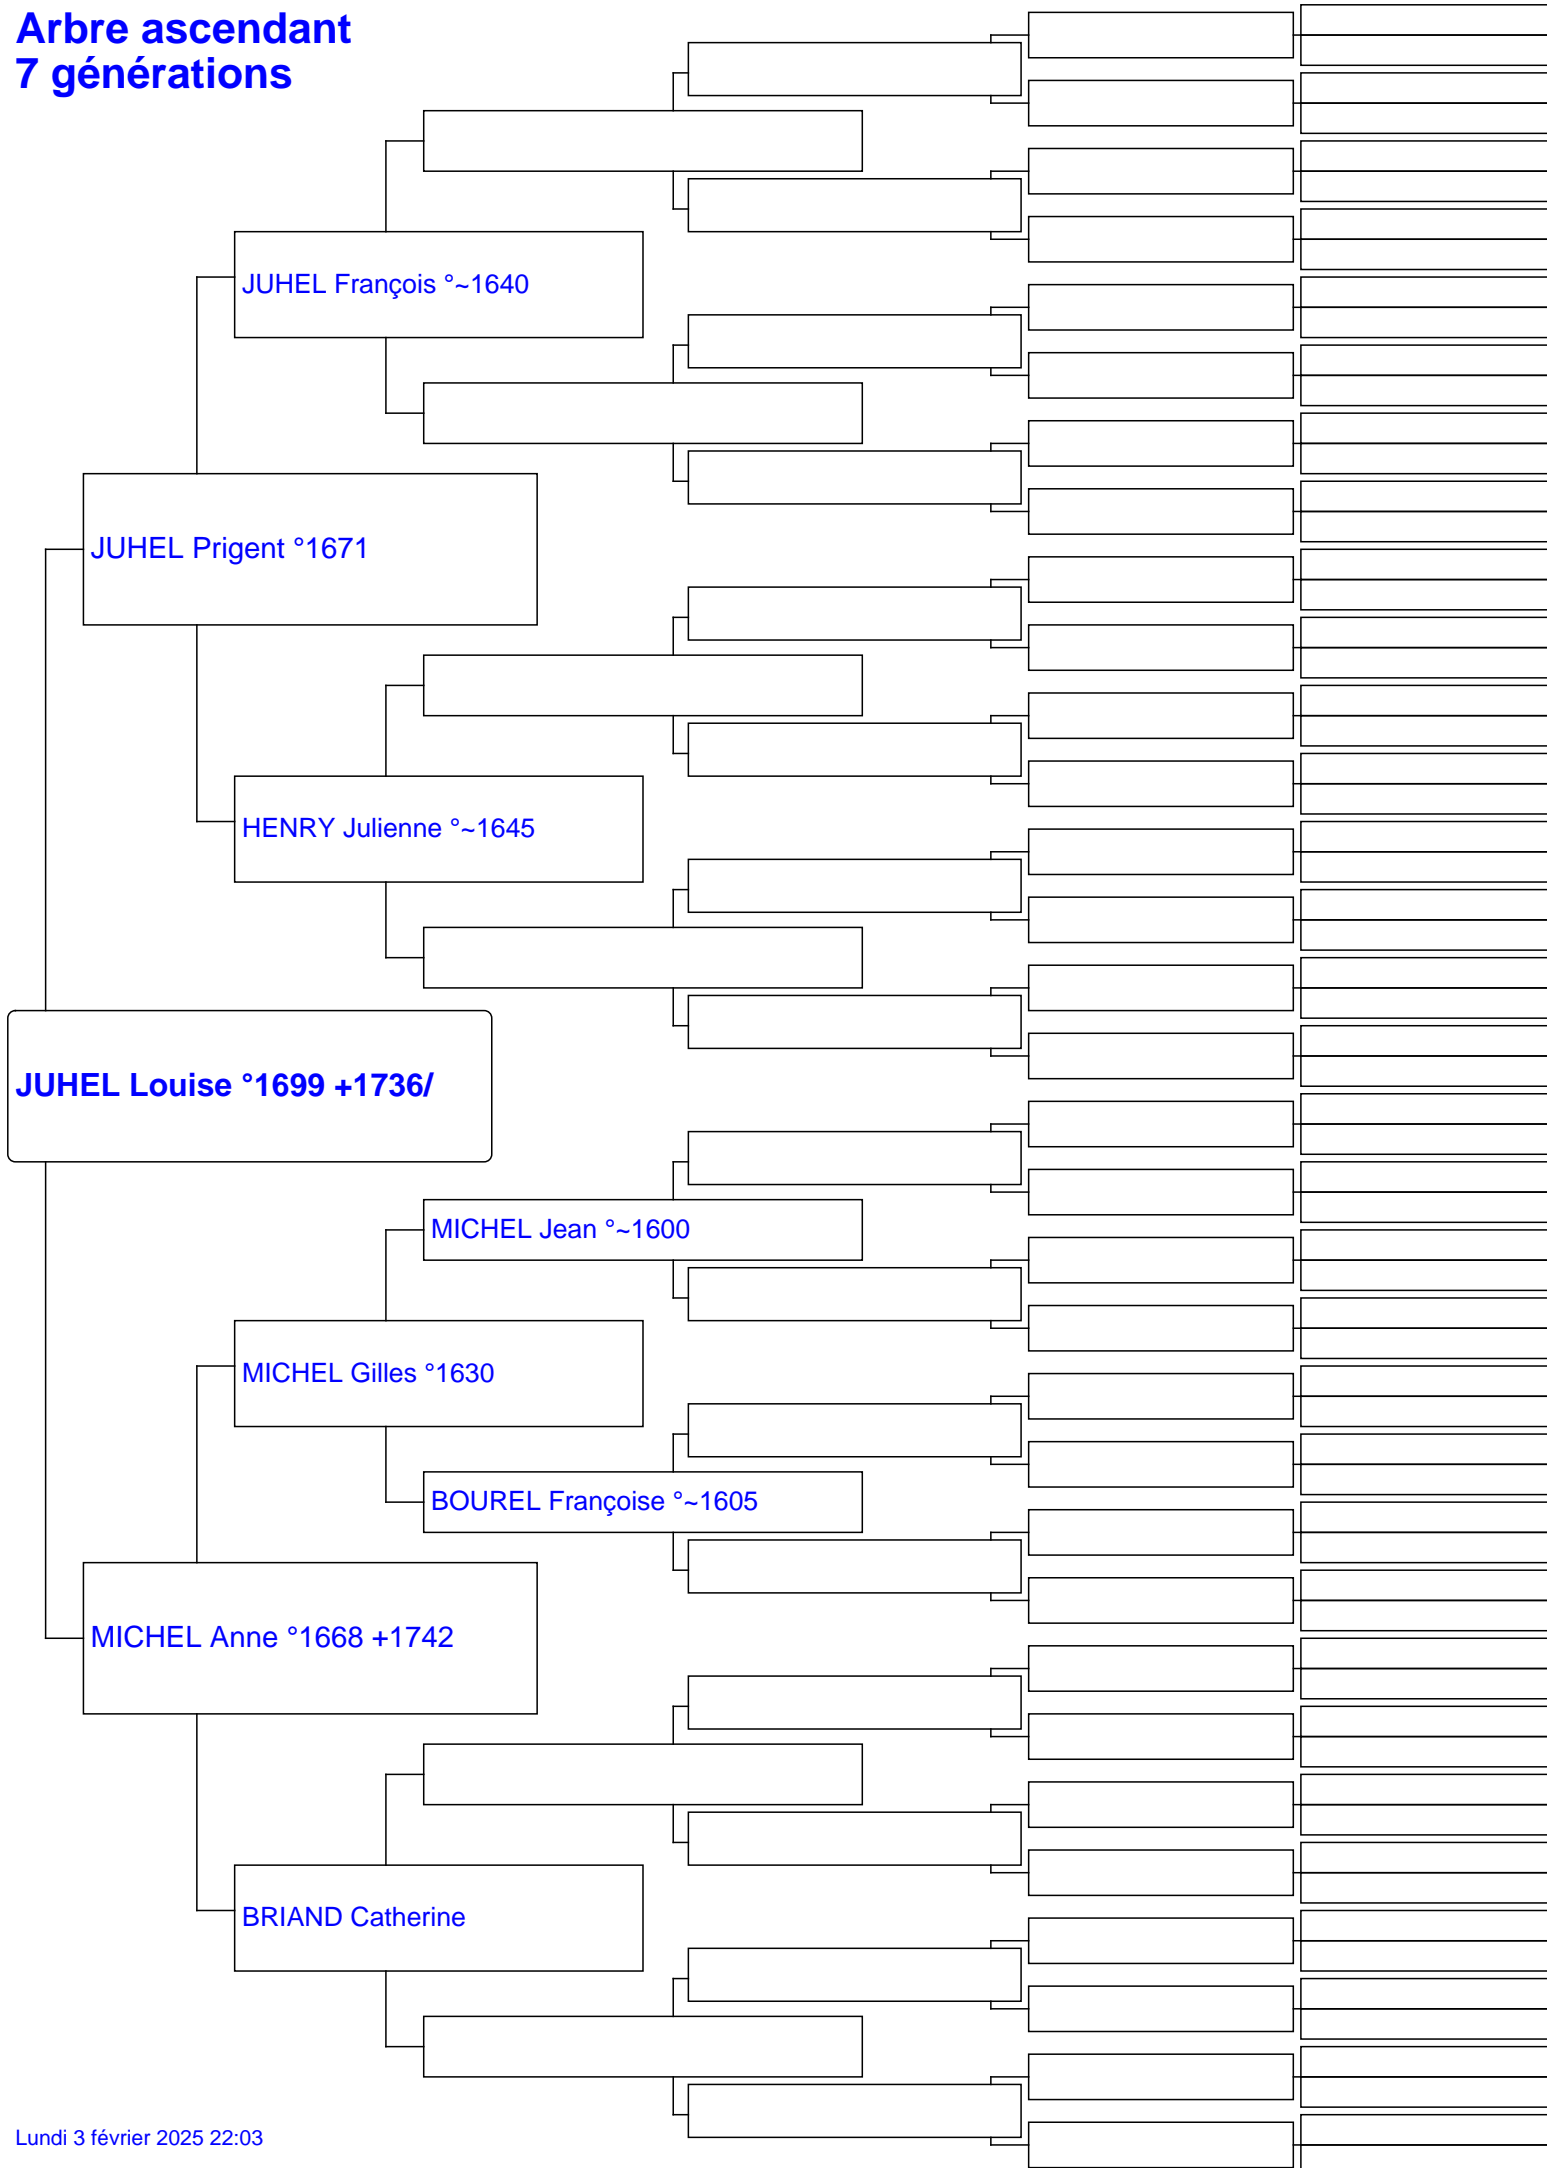 Arbre ascendant
7 générations
JUHEL François °~1640
JUHEL Prigent °1671
HENRY Julienne °~1645
JUHEL Louise °1699 +1736/
MICHEL Jean °~1600
MICHEL Gilles °1630
BOUREL Françoise °~1605
MICHEL Anne °1668 +1742
BRIAND Catherine
Lundi 3 février 2025 22:03